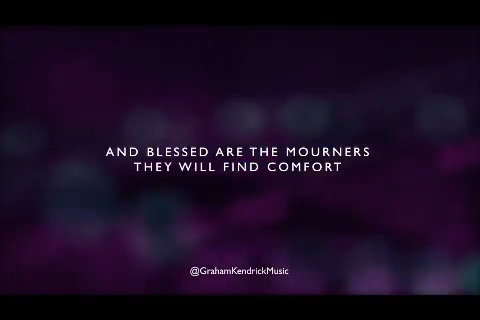 AND BLESSED ARE THE MOURNERS
THEY WILL FIND COMFORT
@GrahamKendrickMusic